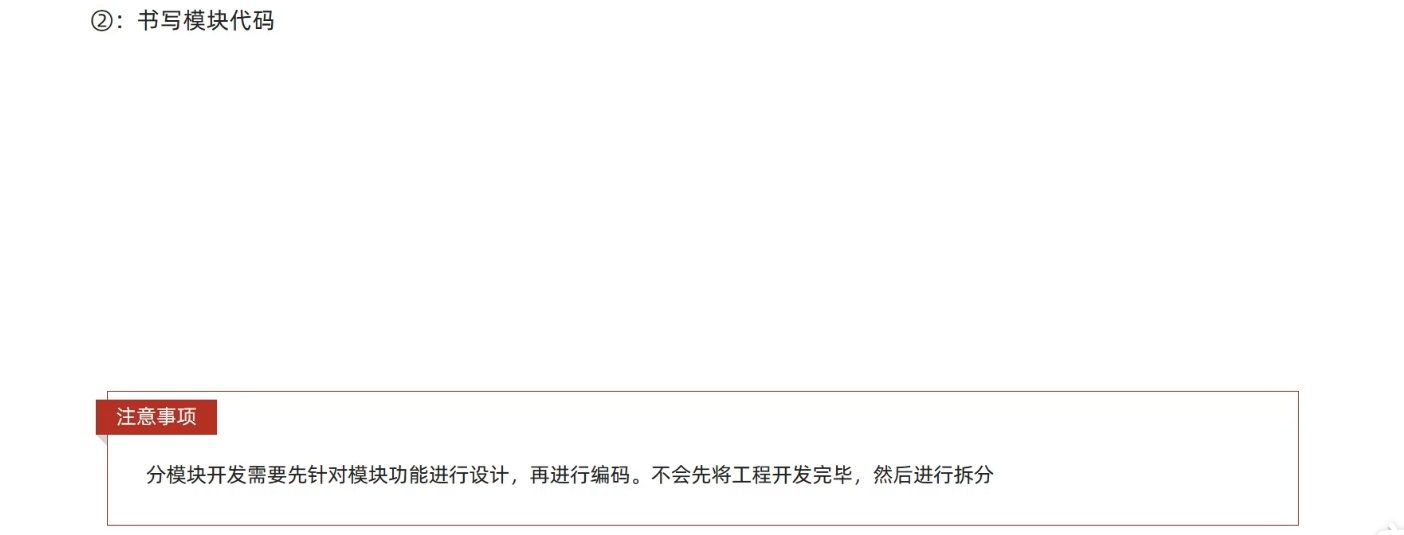 ②：书写模块代码
注意事项
分模块开发需要先针对模块功能进行设计，再进行编码。不会先将工程开发完毕，然后进行拆分